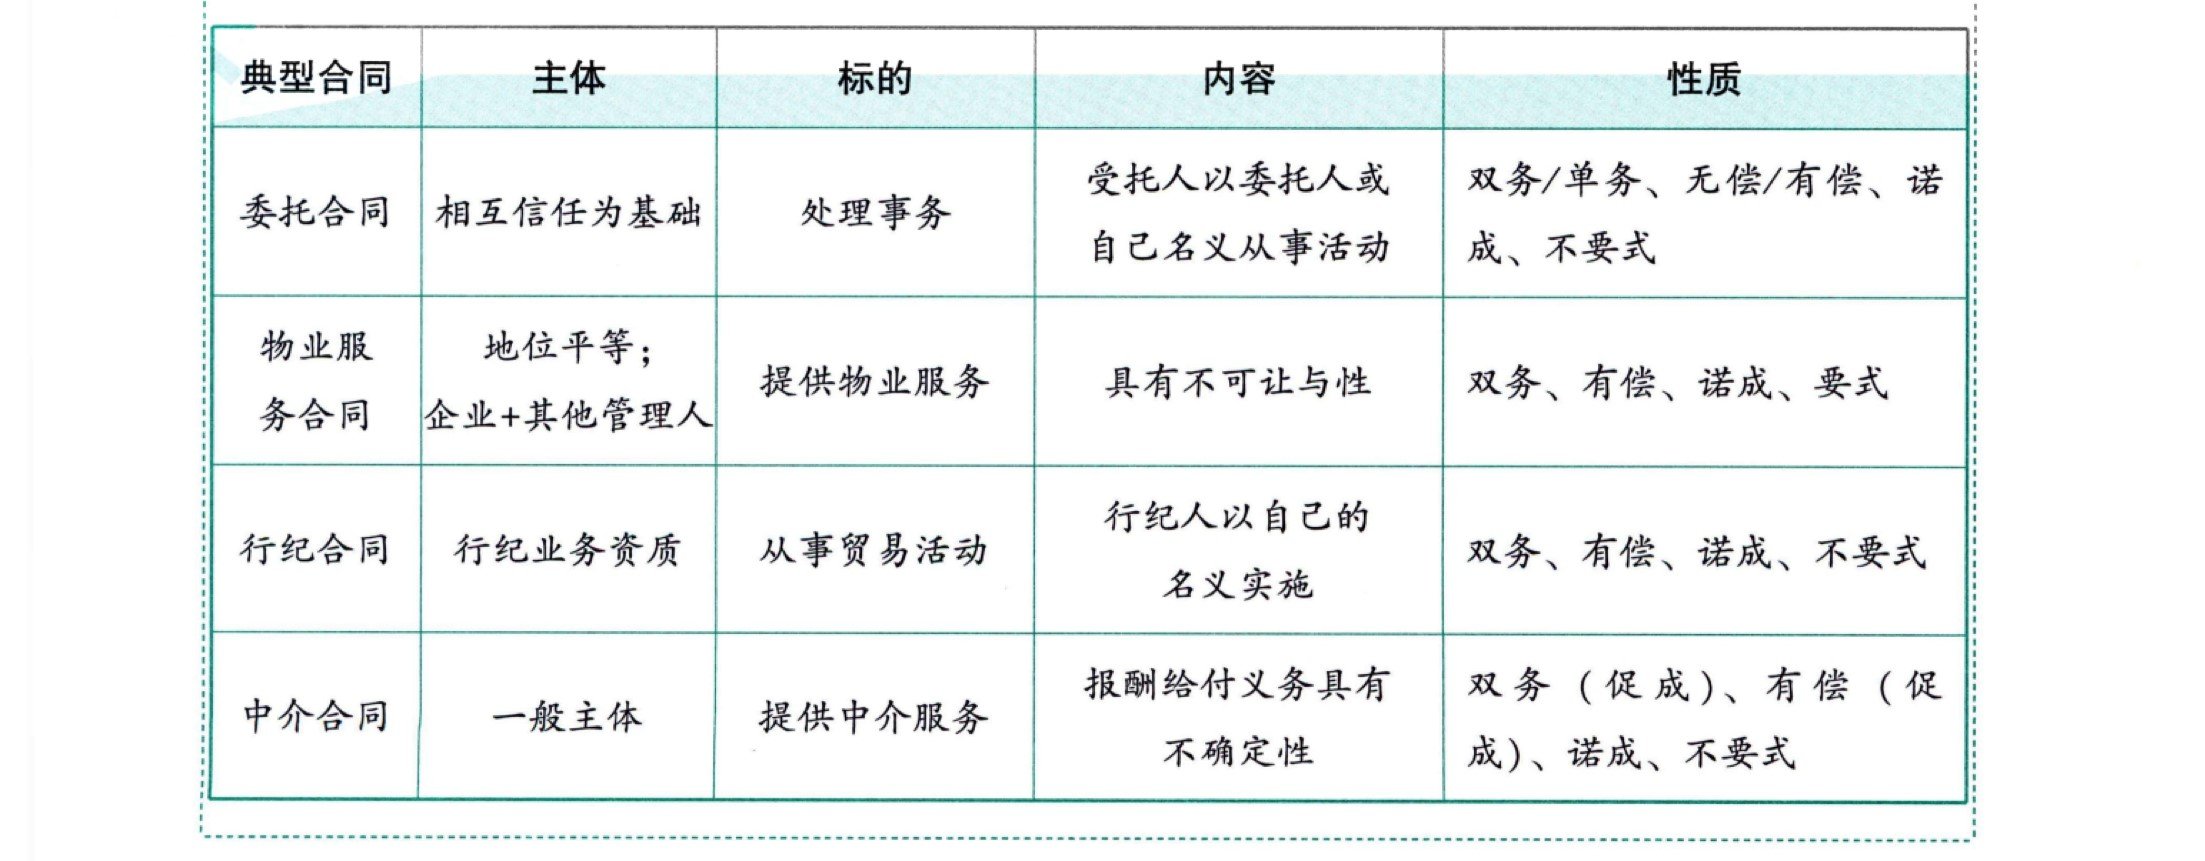 典型合同 主体 标的 内容 性质
委托合同 相互信任为基础 处理事务 受托人以委托人或
自己名义从事活动 双务/单务、无偿/有偿、诺
成、不要式
物业服
务合同 地位平等;
企业+其他管理人 提供物业服务 具有不可让与性 双务、有偿、诺成、要式
行纪合同 行纪业务资质 从事贸易活动 行纪人以自己的
名义实施 双务、有偿、诺成、不要式
中介合同 一般主体 提供中介服务 报酬给付义务具有
不确定性 双务(促成)、有偿(促
成)、诺成、不要式